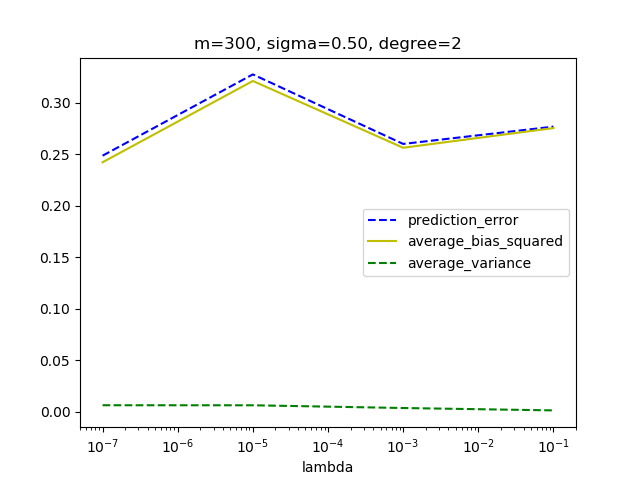 m=300, sigma=0.50, degree=2
0.30
0.25
0.20
0.15
0.10
0.05
0.00
prediction_error
average_bias_squared
average_variance
10⁻⁷ 10⁻⁶ 10⁻⁵ 10⁻⁴ 10⁻³ 10⁻² 10⁻¹
lambda